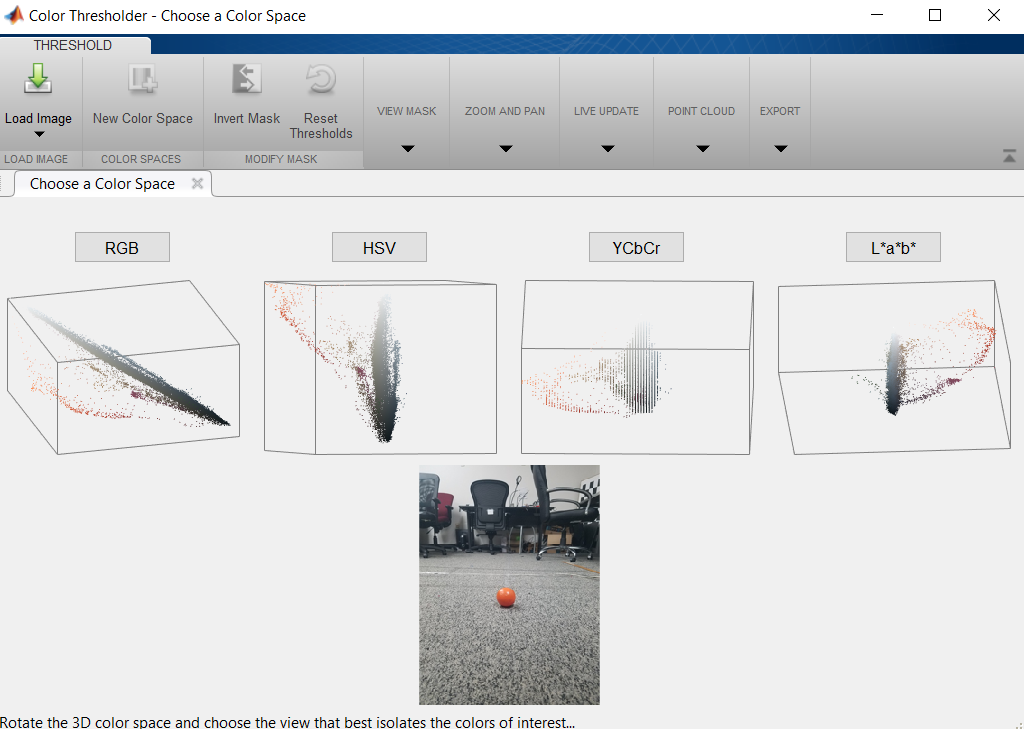 Color Thresholder - Choose a Color Space
THRESHOLD
Load Image
New Color Space
Invert Mask
Reset
Thresholds
VIEW MASK
ZOOM AND PAN
LIVE UPDATE
POINT CLOUD
EXPORT
LOAD IMAGE
COLOR SPACES
MODIFY MASK
Choose a Color Space
RGB
HSV
YCbCr
L*a*b*
Rotate the 3D color space and choose the view that best isolates the colors of interest...